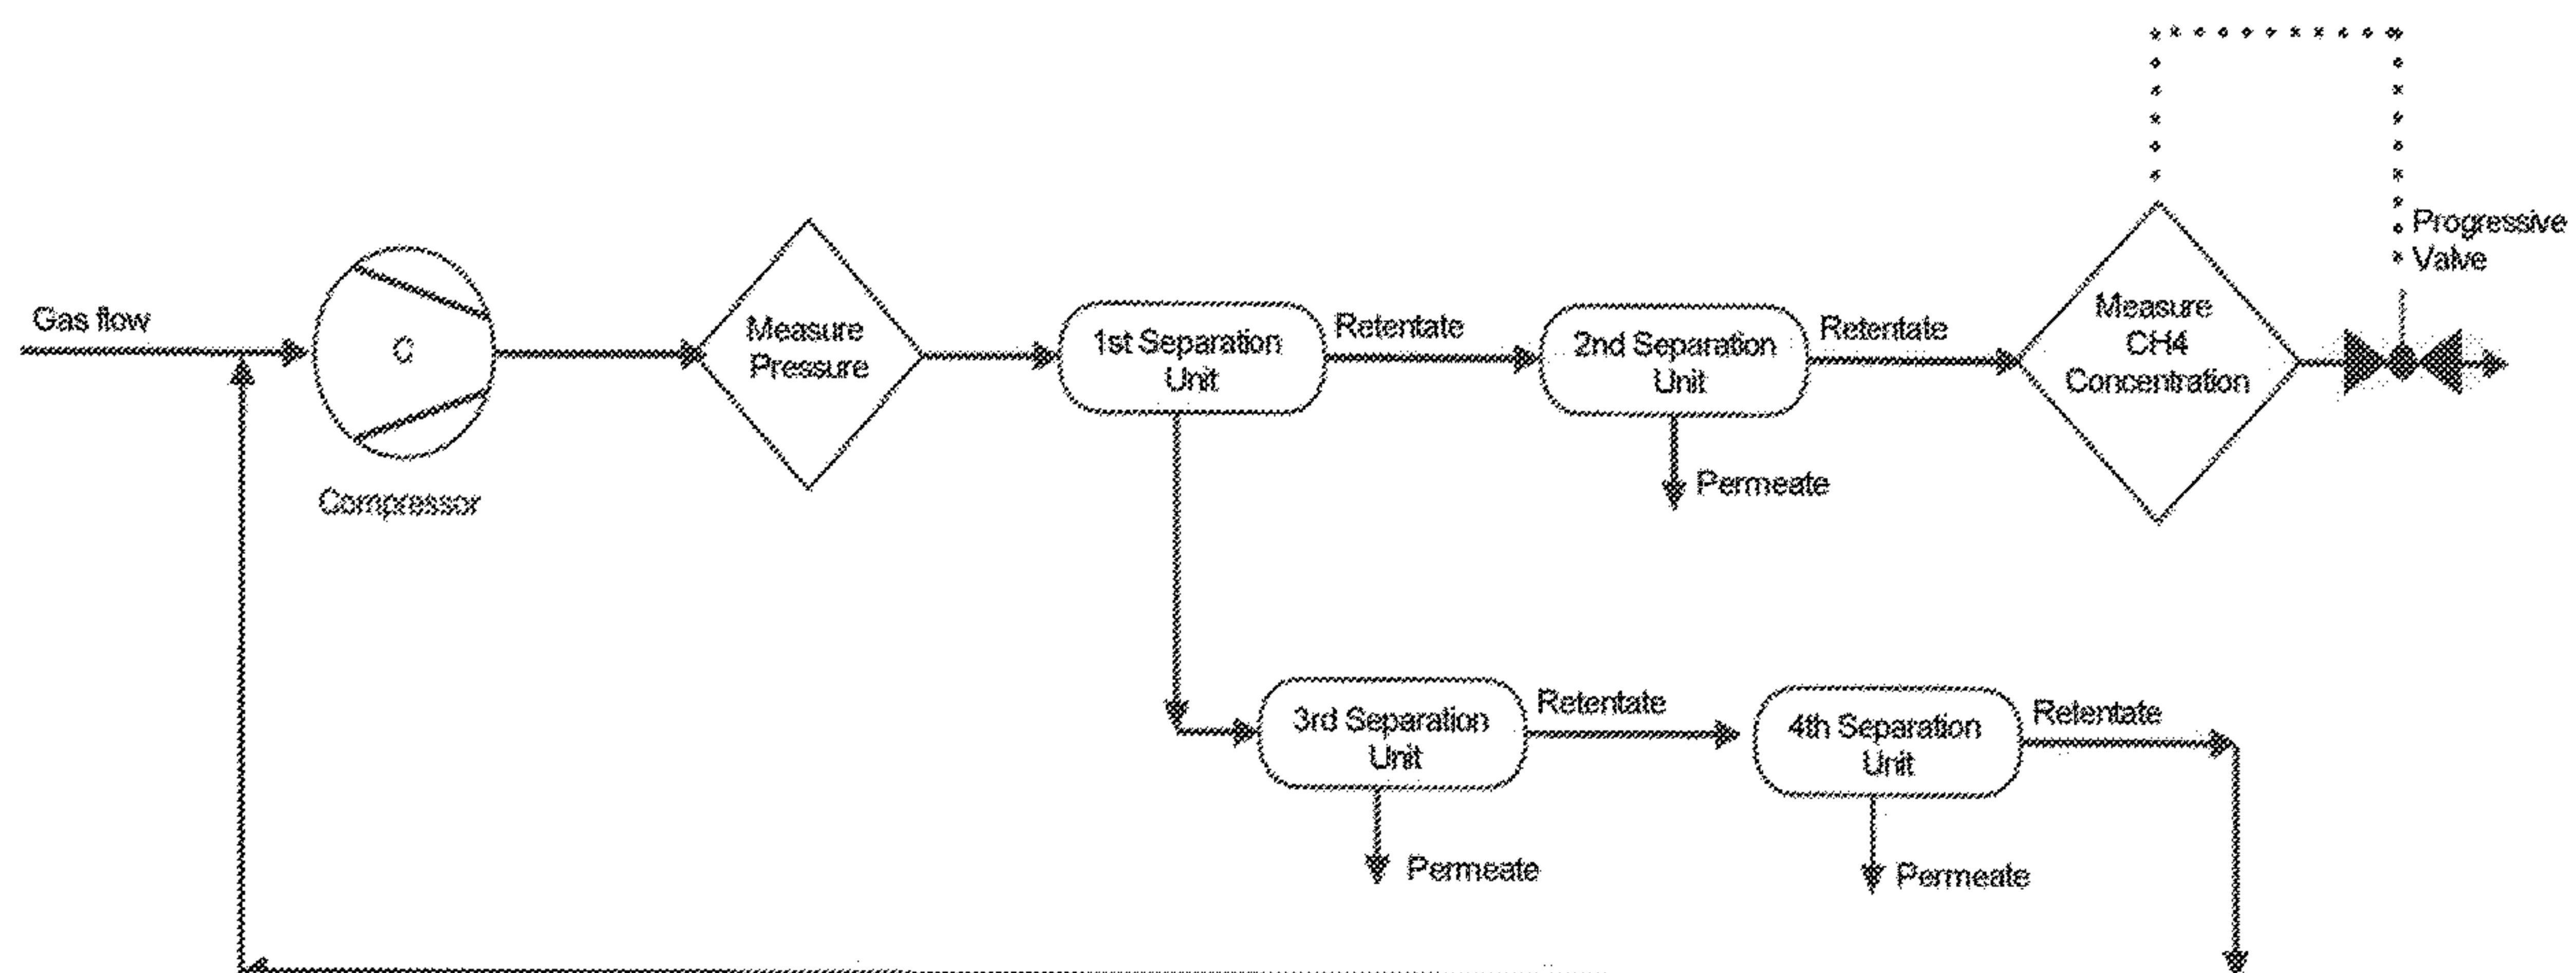 Gas flow
C
Compressor
Measure
Pressure
1st Separation
Unit
Retentate
2nd Separation
Unit
Permeate
Retentate
Measure
CH4
Concentration
Progressive
Valve
3rd Separation
Unit
Permeate
Retentate
4th Separation
Unit
Permeate
Retentate